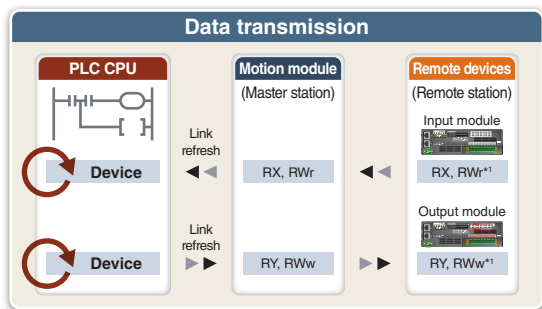 Data transmission
PLC CPU
Motion module
(Master station)
Remote devices
(Remote station)
Input module
Link
refresh
Device
RX, RWr
RX, RWr*1
Output module
Link
refresh
Device
RY, RWw
RY, RWw*1